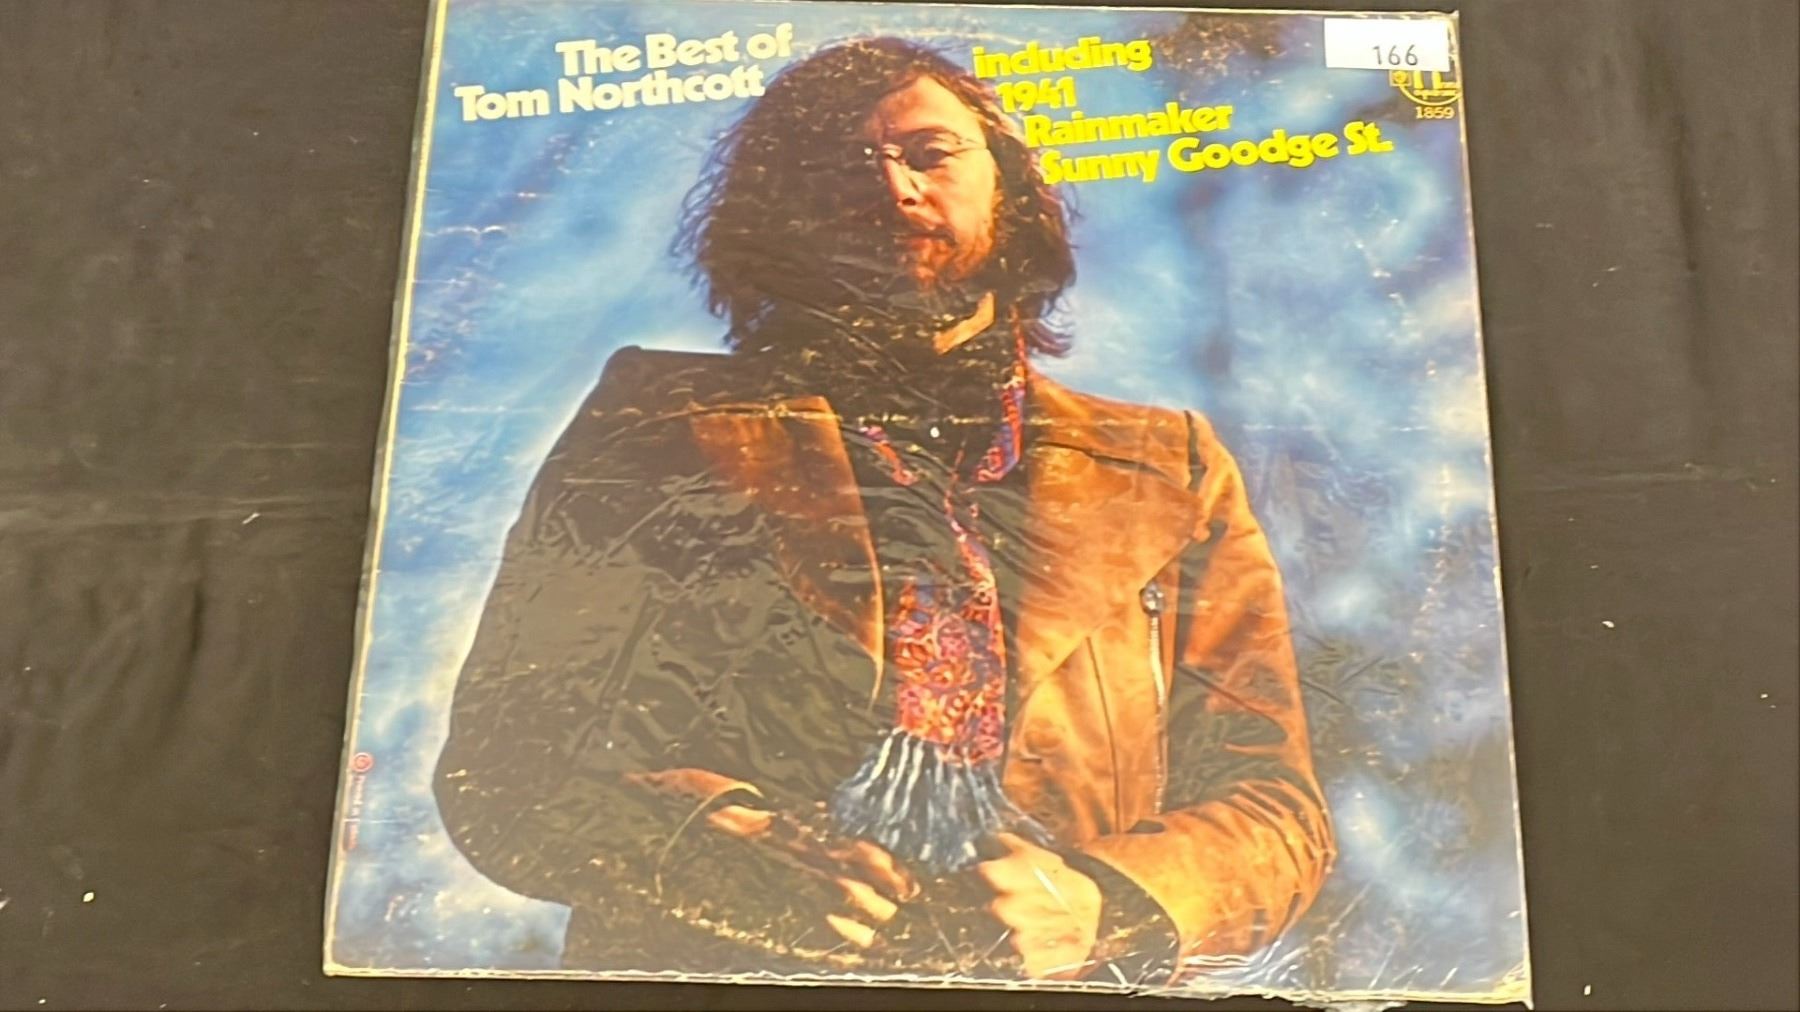 The Best of
Tom Northcott
including
1941
Rainmaker
Sunny Goodge St.
166
1859